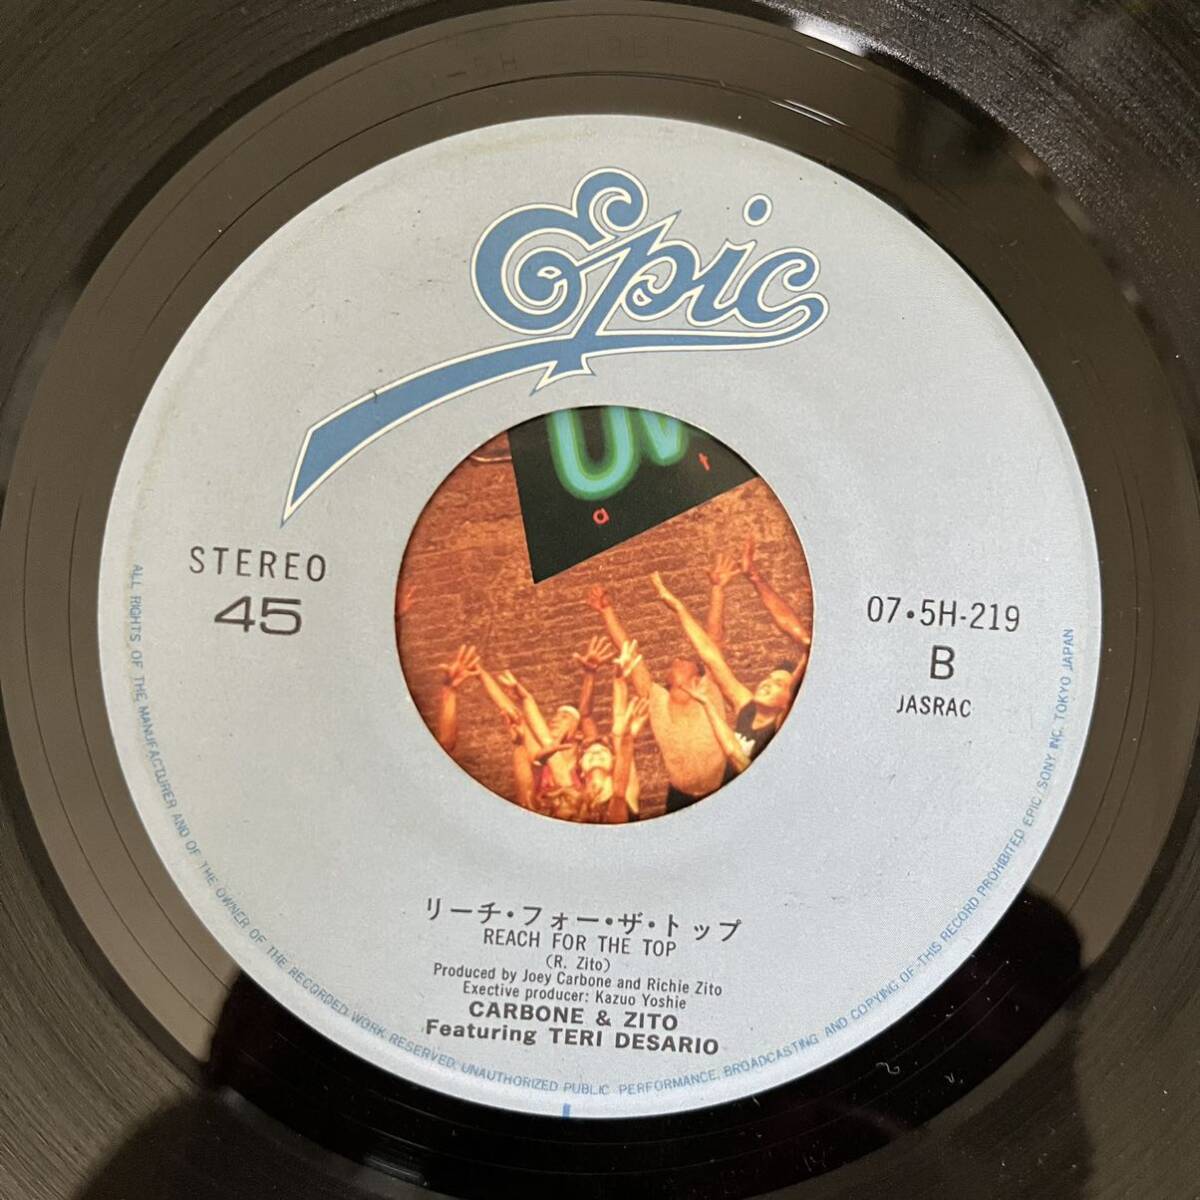 Epic
STEREO
45
07・5H-219
B
JASRAC
リーチ・フォー・ザ・トップ
REACH FOR THE TOP
(R. Zito)
Produced by Joey Carbone and Richie Zito
Exective producer: Kazuo Yoshie
CARBONE & ZITO
Featuring TERI DESARIO
ALL RIGHTS OF THE MANUFACTURER AND OF THE OWNER OF THE RECORDED WORK RESERVED. UNAUTHORIZED PUBLIC PERFORMANCE, BROADCASTING AND COPYING OF THIS RECORD PROHIBITED EPIC/SONY INC. TOKYO JAPAN
a
t